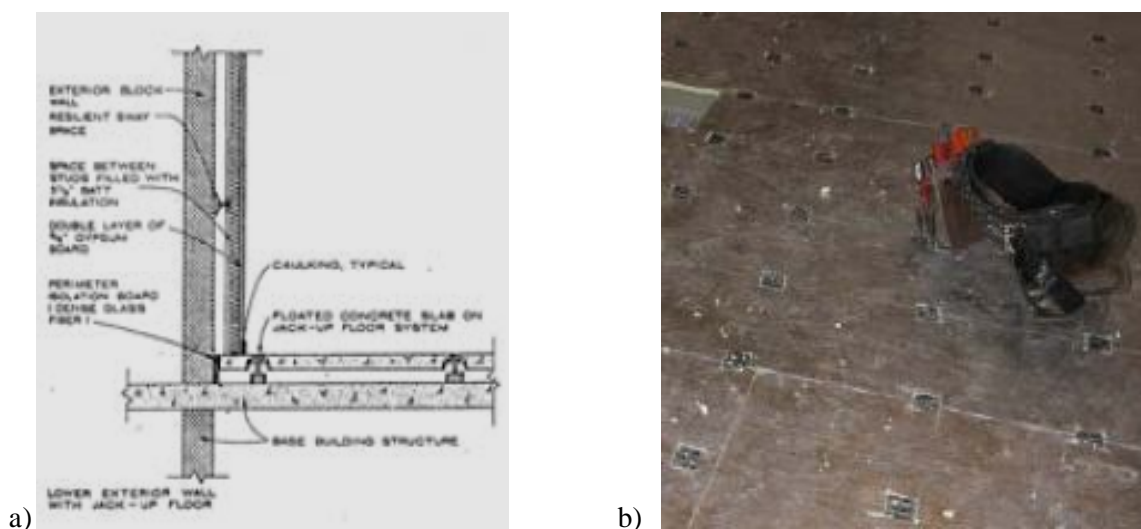 EXTERIOR BLOCK
WALL
RESILIENT SWAY
SPACE
SPACE BETWEEN
STUDS FILLED WITH
BATT
INSULATION
DOUBLE LAYER OF
GYPSUM
BOARD
CAULKING, TYPICAL
PERIMETER
ISOLATION BOARD
(DENSE GLASS
FIBER)
FLOATED CONCRETE SLAB ON
JACK-UP FLOOR SYSTEM
BASE BUILDING STRUCTURE
LOWER EXTERIOR WALL
WITH JACK-UP FLOOR
a)
b)